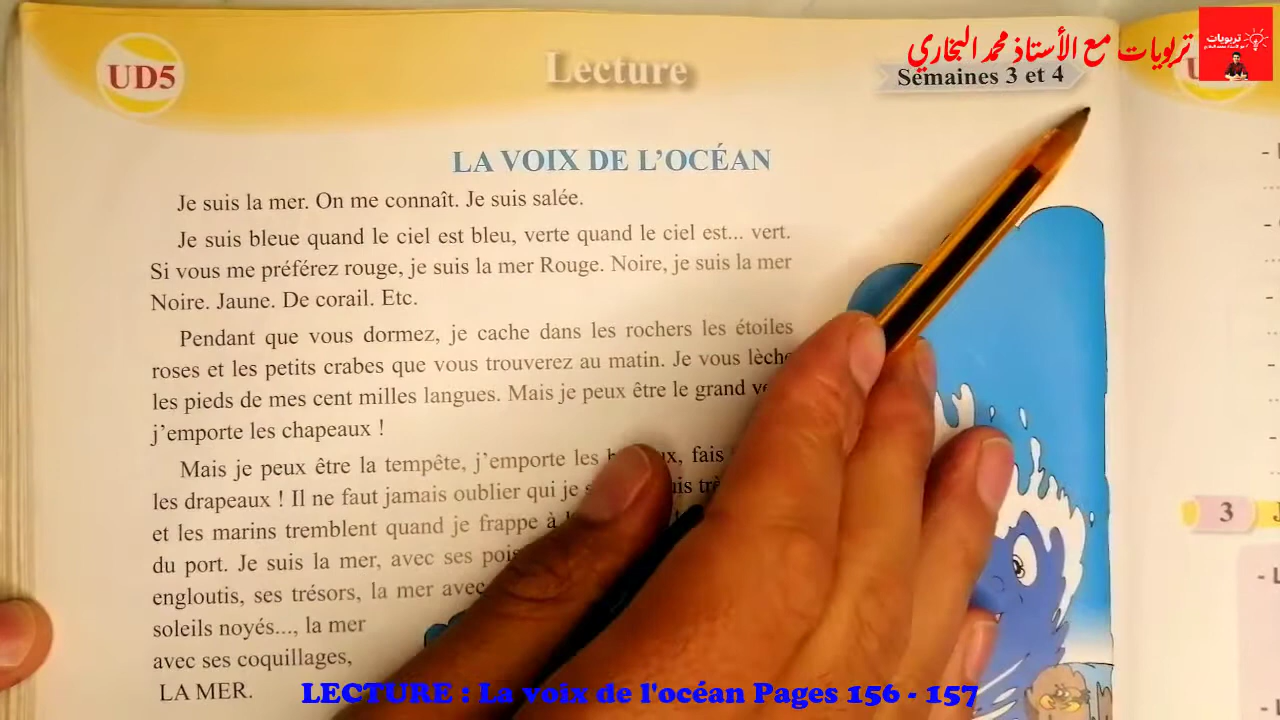 تربويات مع الأستاذ محمد البخاري
تربويات
UD5
Lecture
Semaines 3 et 4
LA VOIX DE L'OCÉAN
Je suis la mer. On me connaît. Je suis salée.
Je suis bleue quand le ciel est bleu, verte quand le ciel est... vert.
Si vous me préférez rouge, je suis la mer Rouge. Noire, je suis la mer
Noire. Jaune. De corail. Etc.
Pendant que vous dormez, je cache dans les rochers les étoiles
roses et les petits crabes que vous trouverez au matin. Je vous lèche
les pieds de mes cent milles langues. Mais je peux être le grand
j'emporte les chapeaux !
Mais je peux être la tempête, j'emporte les fais
les drapeaux ! Il ne faut jamais oublier qui je
et les marins tremblent quand je frappe à
du port. Je suis la mer, avec ses
engloutis, ses trésors, la mer avec
soleils noyés..., la mer
avec ses coquillages,
LA MER.
3
LECTURE : La voix de l'océan Pages 156 - 157